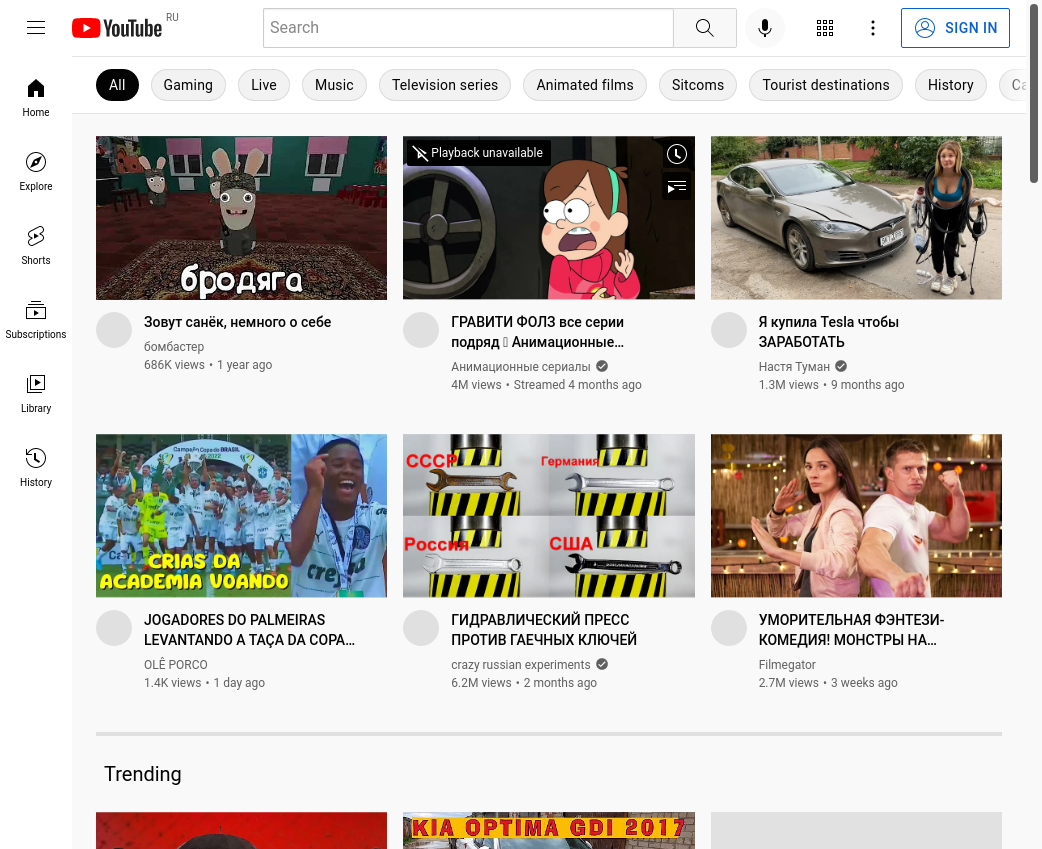 YouTube RU
Search
SIGN IN
All
Gaming
Live
Music
Television series
Animated films
Sitcoms
Tourist destinations
History
Home
Explore
Shorts
Subscriptions
Library
History
бродяга
Playback unavailable
Зовут санёк, немного о себе
бомбастер
686K views • 1 year ago
ГРАВИТИ ФОЛЗ все серии
подряд Анимационные…
Анимационные сериалы
4M views • Streamed 4 months ago
Я купила Tesla чтобы
ЗАРАБОТАТЬ
Настя Туман
1.3M views • 9 months ago
Campeão Copa do BRASIL
2022
CRIAS DA
ACADEMIA VOANDO
СССР
Германия
Россия
США
JOGADORES DO PALMEIRAS
LEVANTANDO A TAÇA DA COPA…
OLÊ PORCO
1.4K views • 1 day ago
ГИДРАВЛИЧЕСКИЙ ПРЕСС
ПРОТИВ ГАЕЧНЫХ КЛЮЧЕЙ
crazy russian experiments
6.2M views • 2 months ago
УМОРИТЕЛЬНАЯ ФЭНТЕЗИ-
КОМЕДИЯ! МОНСТРЫ НА…
Filmegator
2.7M views • 3 weeks ago
Trending
KIA OPTIMA GDI 2017